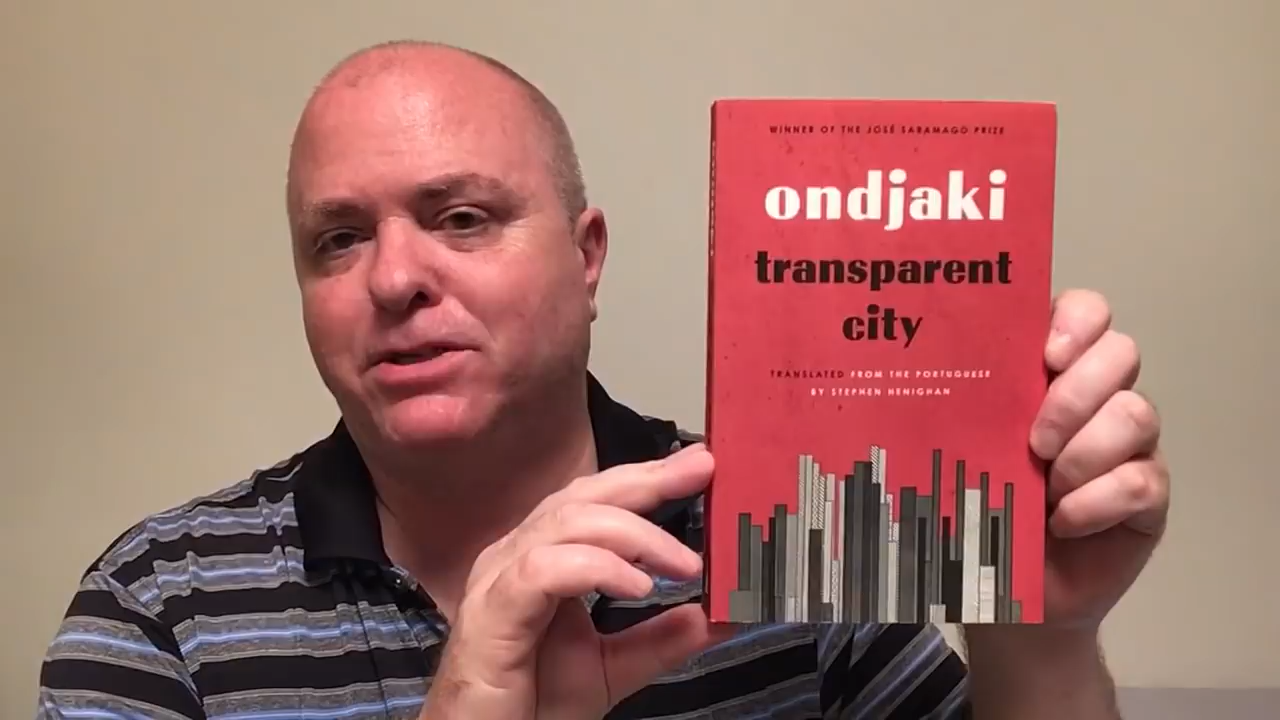 WINNER OF THE JOSÉ SARAMAGO PRIZE
ondjaki
transparent
city
TRANSLATED FROM THE PORTUGUESE
BY STEPHEN HENIGHAN